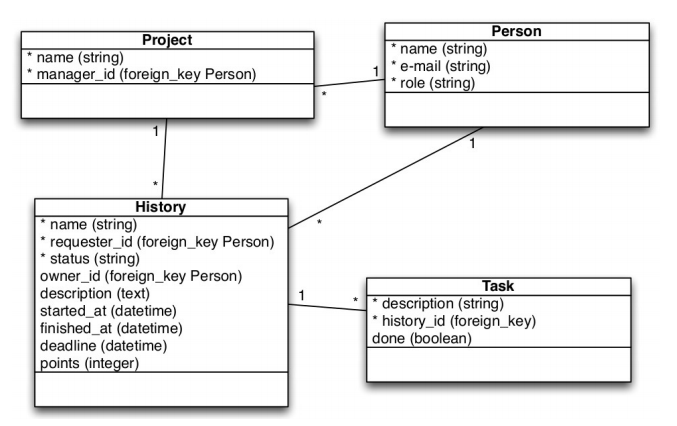 Project
* name (string)
* manager_id (foreign_key Person)
Person
* name (string)
* e-mail (string)
* role (string)
1
*
1
*
1
*
History
* name (string)
* requester_id (foreign_key Person)
* status (string)
owner_id (foreign_key Person)
description (text)
started_at (datetime)
finished_at (datetime)
deadline (datetime)
points (integer)
1
*
Task
* description (string)
* history_id (foreign_key)
done (boolean)